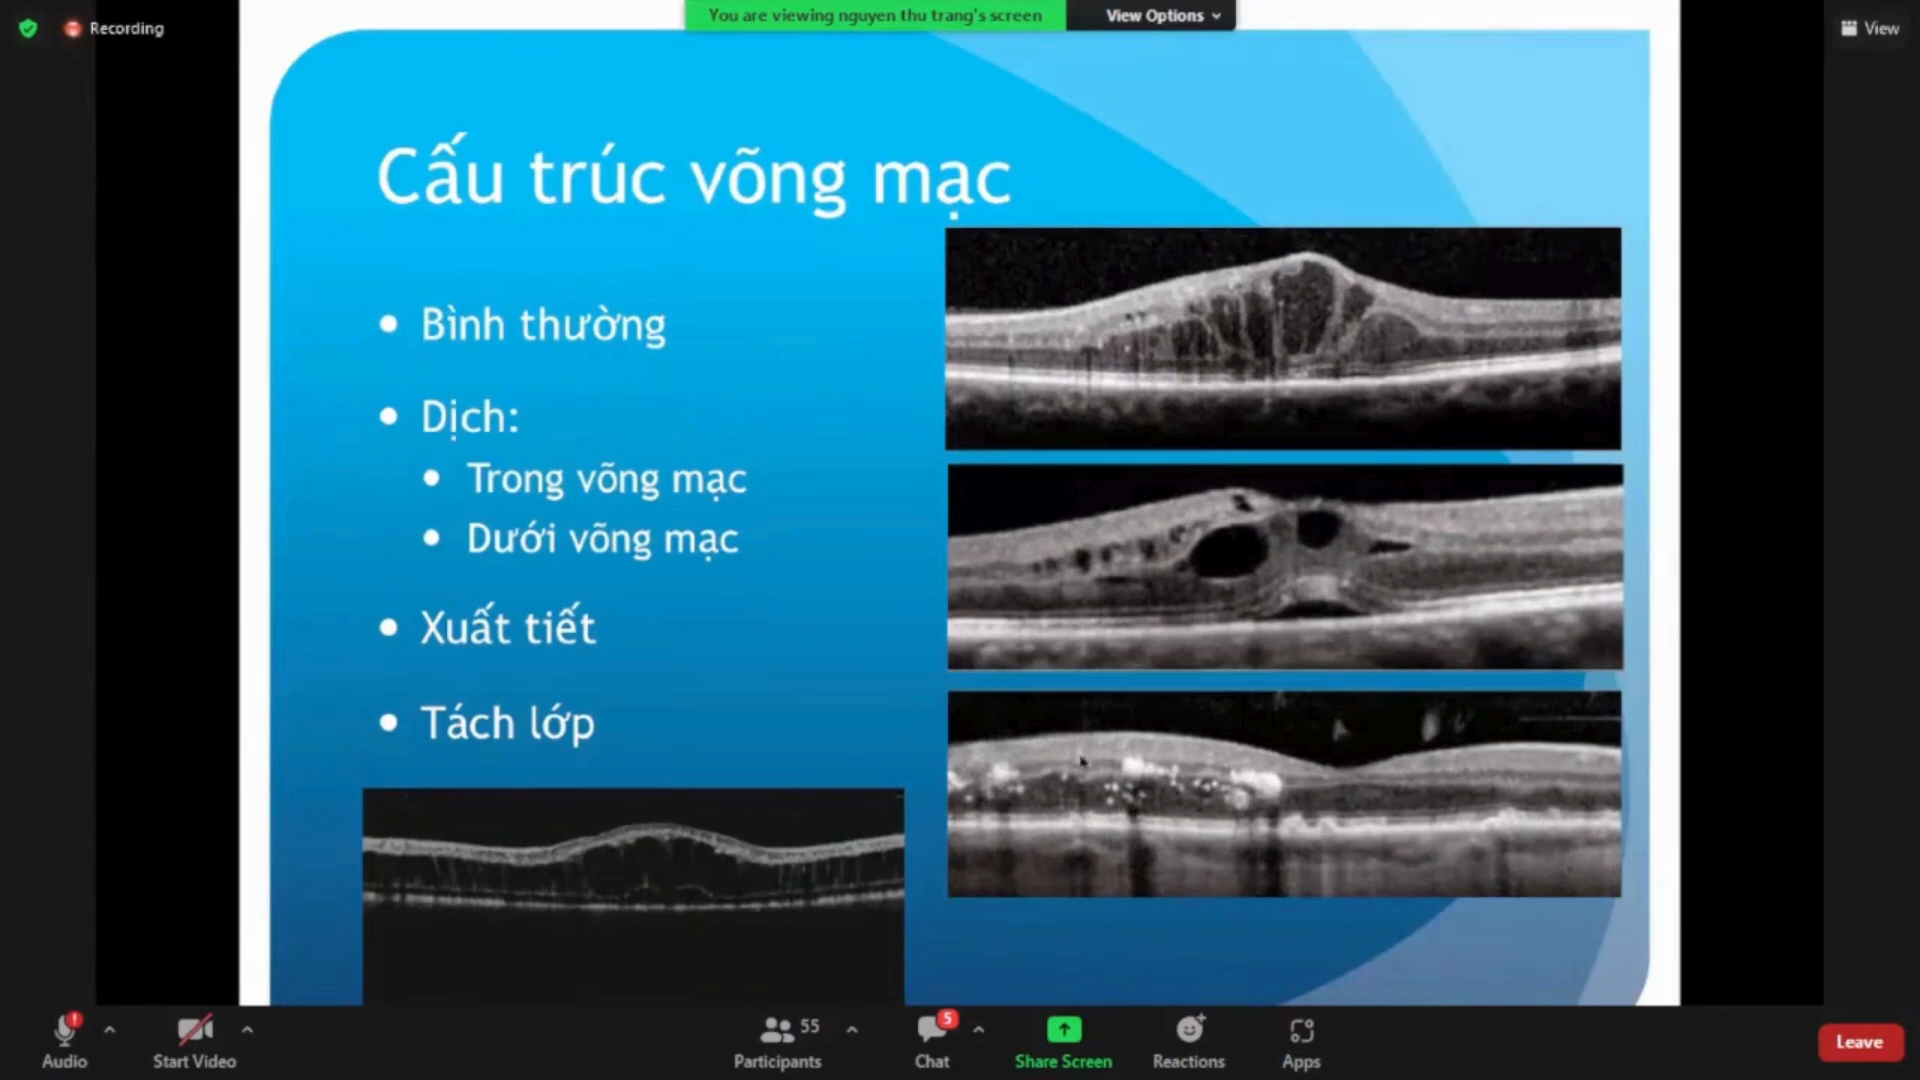 You are viewing nguyen thu trang's screen
View Options
Recording
View
Cấu trúc võng mạc
Bình thường
Dịch:
Trong võng mạc
Dưới võng mạc
Xuất tiết
Tách lớp
Audio
Start Video
55
Participants
5
Chat
Share Screen
Reactions
Apps
Leave